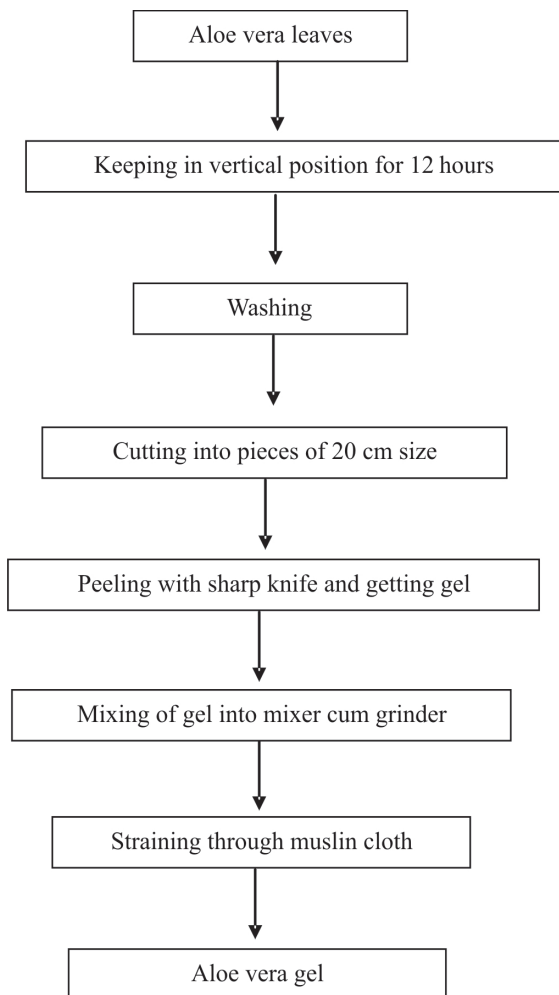 Aloe vera leaves
Keeping in vertical position for 12 hours
Washing
Cutting into pieces of 20 cm size
Peeling with sharp knife and getting gel
Mixing of gel into mixer cum grinder
Straining through muslin cloth
Aloe vera gel